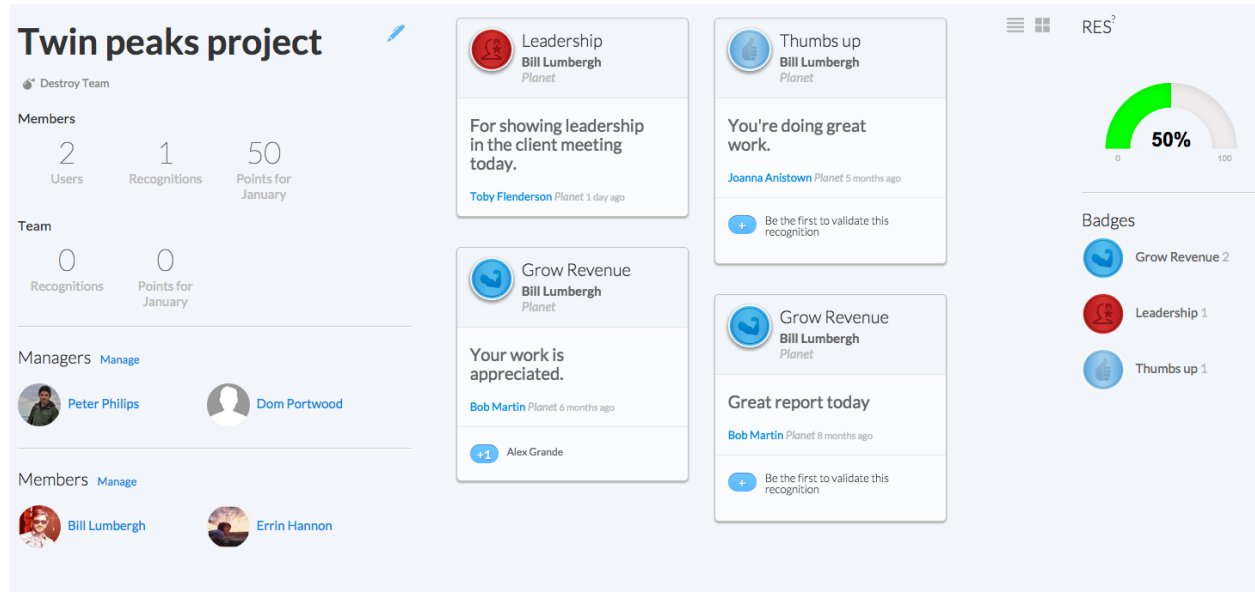 Twin peaks project
Destroy Team
Members
2 1 50
Users Recognitions Points for
January
Team
0 0
Recognitions Points for
January
Managers Manage
Peter Philips Dom Portwood
Members Manage
Bill Lumbergh Errin Hannon
Leadership
Bill Lumbergh
Planet
For showing leadership
in the client meeting
today.
Toby Flenderson Planet 1 day ago
Grow Revenue
Bill Lumbergh
Planet
Your work is
appreciated.
Bob Martin Planet 6 months ago
+1 Alex Grande
Thumbs up
Bill Lumbergh
Planet
You're doing great
work.
Joanna Anistown Planet 5 months ago
+ Be the first to validate this
recognition
Grow Revenue
Bill Lumbergh
Planet
Great report today
Bob Martin Planet 8 months ago
+ Be the first to validate this
recognition
RES?
50%
0 100
Badges
Grow Revenue 2
Leadership 1
Thumbs up 1